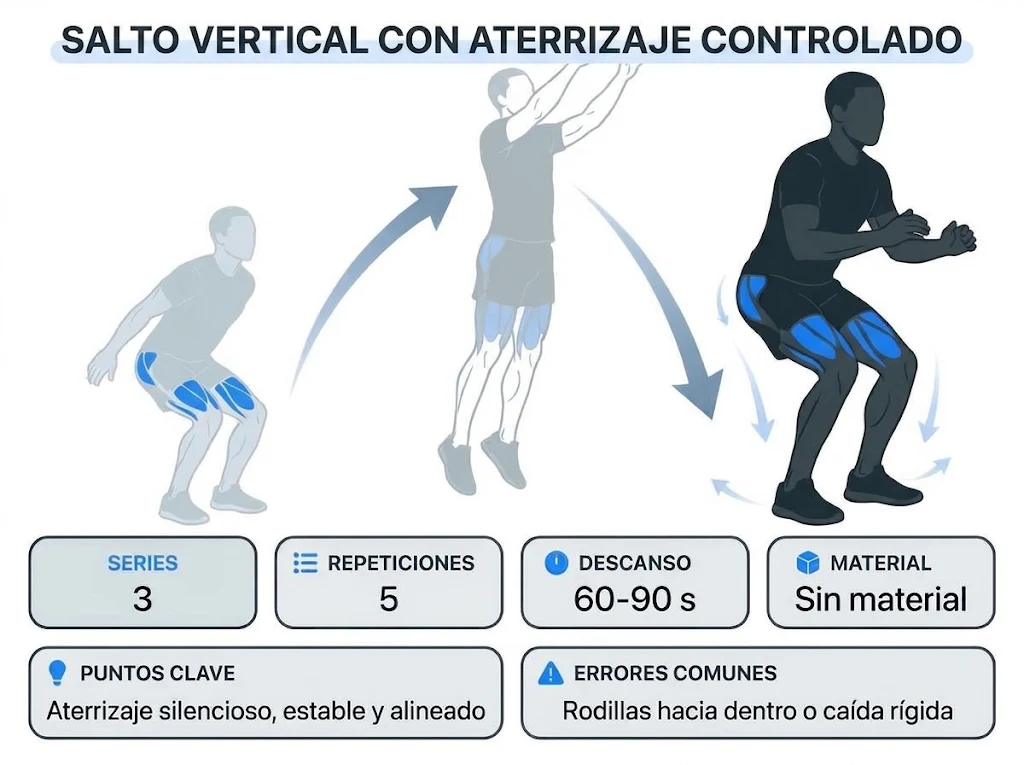 SALTO VERTICAL CON ATERRIZAJE CONTROLADO
SERIES
3
REPETICIONES
5
DESCANSO
60-90 s
MATERIAL
Sin material
PUNTOS CLAVE
Aterrizaje silencioso, estable y alineado
ERRORES COMUNES
Rodillas hacia dentro o caída rígida